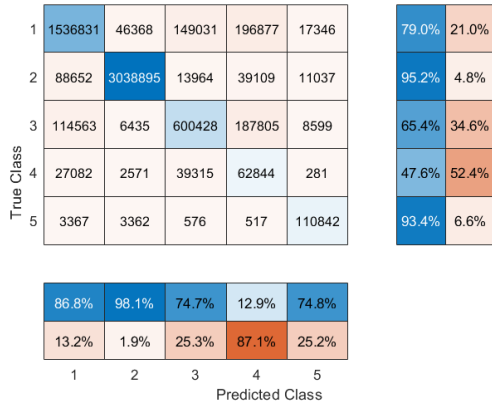 1 1536831 46368 149031 196877 17346 79.0% 21.0%
2 88652 3038895 13964 39109 11037 95.2% 4.8%
3 114563 6435 600428 187805 8599 65.4% 34.6%
4 27082 2571 39315 62844 281 47.6% 52.4%
5 3367 3362 576 517 110842 93.4% 6.6%
True Class
86.8% 98.1% 74.7% 12.9% 74.8%
13.2% 1.9% 25.3% 87.1% 25.2%
1 2 3 4 5
Predicted Class